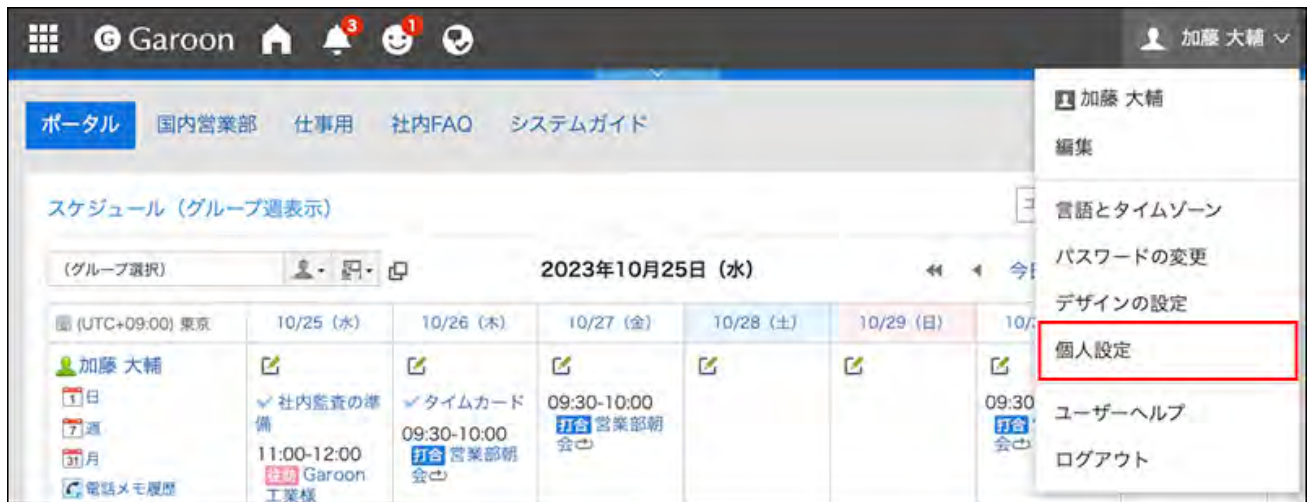 Garoon 3 1 加藤 大輔
ポータル 国内営業部 仕事用 社内FAQ システムガイド
スケジュール（グループ週表示）
(グループ選択) 2023年10月25日（水） 今日
(UTC+09:00) 東京 10/25（水） 10/26（木） 10/27（金） 10/28（土） 10/29（日） 10/
加藤 大輔
日
週
月
電話メモ履歴
社内監査の準
備
11:00-12:00
往訪 Garoon
工業様
タイムカード
09:30-10:00
打合 営業部朝
会
09:30-10:00
打合 営業部朝
会
09:30
打合
会
加藤 大輔
編集
言語とタイムゾーン
パスワードの変更
デザインの設定
個人設定
ユーザーヘルプ
ログアウト